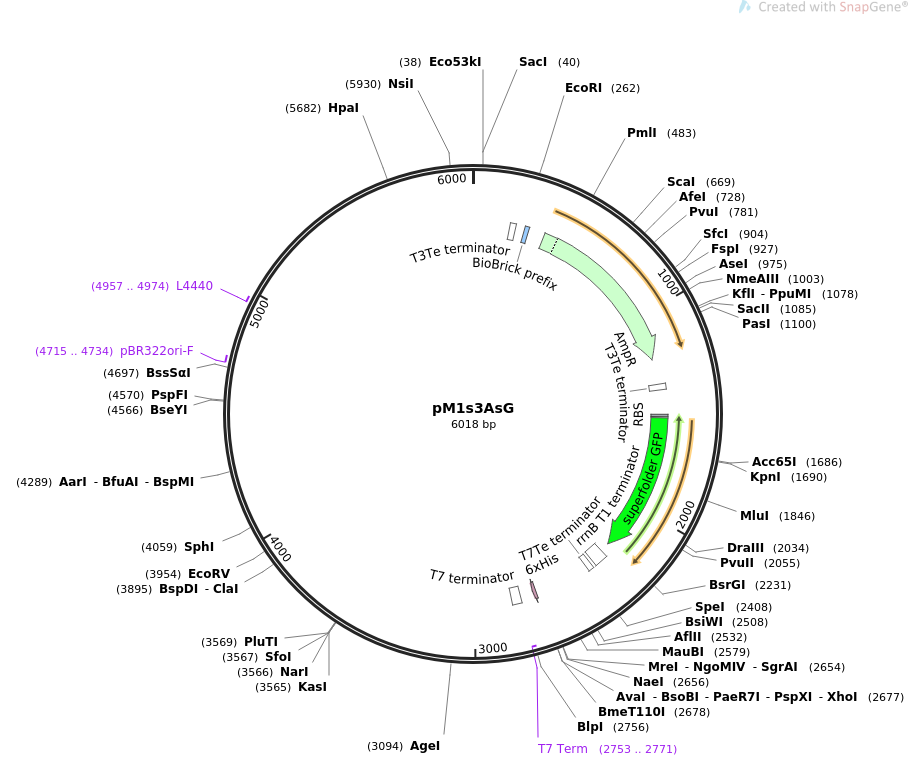 Created with SnapGene®
(38) Eco53kI
SacI (40)
(5930) NsiI
EcoRI (262)
(5682) HpaI
PmlI (483)
6000
ScaI (669)
AfeI (728)
PvuI (781)
SfcI (904)
FspI (927)
AseI (975)
NmeAIII (1003)
KflI - PpuMI (1078)
SacII (1085)
PasI (1100)
1000
T3Te terminator
BioBrick prefix
(4957 .. 4974) L4440
5000
(4715 .. 4734) pBR322ori-F
AmpR
T3Te terminator
(4697) BssSαI
(4570) PspFI
(4566) BseYI
pM1s3AsG
6018 bp
RBS
superfolder GFP
Acc65I (1686)
KpnI (1690)
(4289) AarI - BfuAI - BspMI
rrnB T1 terminator
T7Te terminator
6xHis
T7 terminator
MluI (1846)
2000
DraIII (2034)
PvuII (2055)
BsrGI (2231)
(4059) SphI
4000
(3954) EcoRV
(3895) BspDI - ClaI
SpeI (2408)
BsiWI (2508)
AflII (2532)
MauBI (2579)
MreI - NgoMIV - SgrAI (2654)
NaeI (2656)
AvaI - BsoBI - PaeR7I - PspXI - XhoI (2677)
BmeT110I (2678)
BlpI (2756)
(3569) PluTI
(3567) SfoI
(3566) NarI
(3565) KasI
3000
(3094) AgeI
T7 Term (2753 .. 2771)